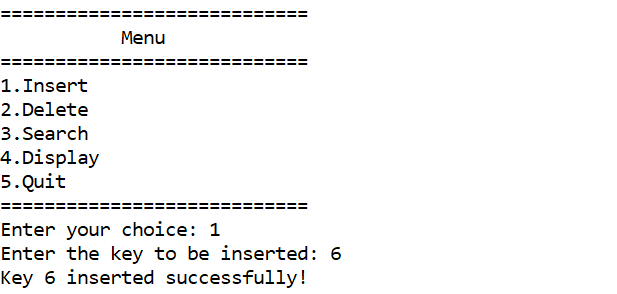 ============================
Menu
============================
1.Insert
2.Delete
3.Search
4.Display
5.Quit
============================
Enter your choice: 1
Enter the key to be inserted: 6
Key 6 inserted successfully!